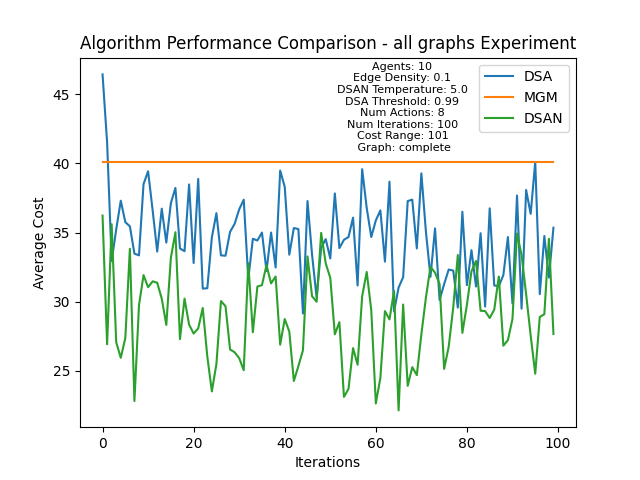 Algorithm Performance Comparison - all graphs Experiment
Agents: 10
Edge Density: 0.1
DSAN Temperature: 5.0
DSA Threshold: 0.99
Num Actions: 8
Num Iterations: 100
Cost Range: 101
Graph: complete
DSA
MGM
DSAN
Average Cost
45
40
35
30
25
0
20
40
60
80
100
Iterations